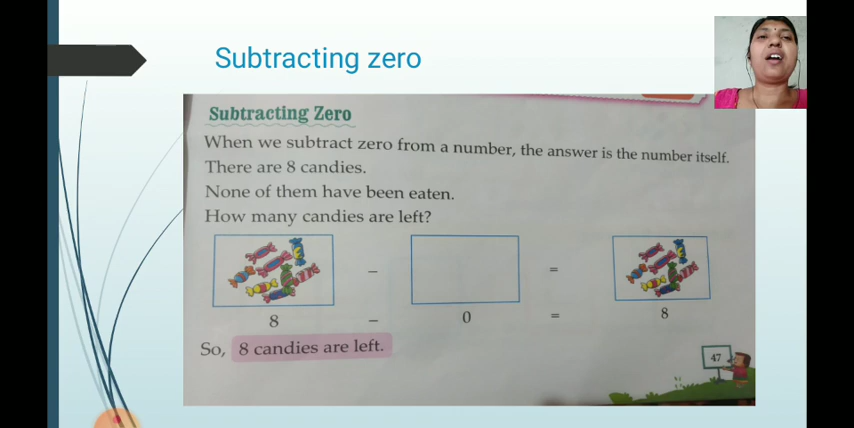 Subtracting zero
Subtracting Zero
When we subtract zero from a number, the answer is the number itself.
There are 8 candies.
None of them have been eaten.
How many candies are left?
– =
8 – 0 = 8
So, 8 candies are left.
47